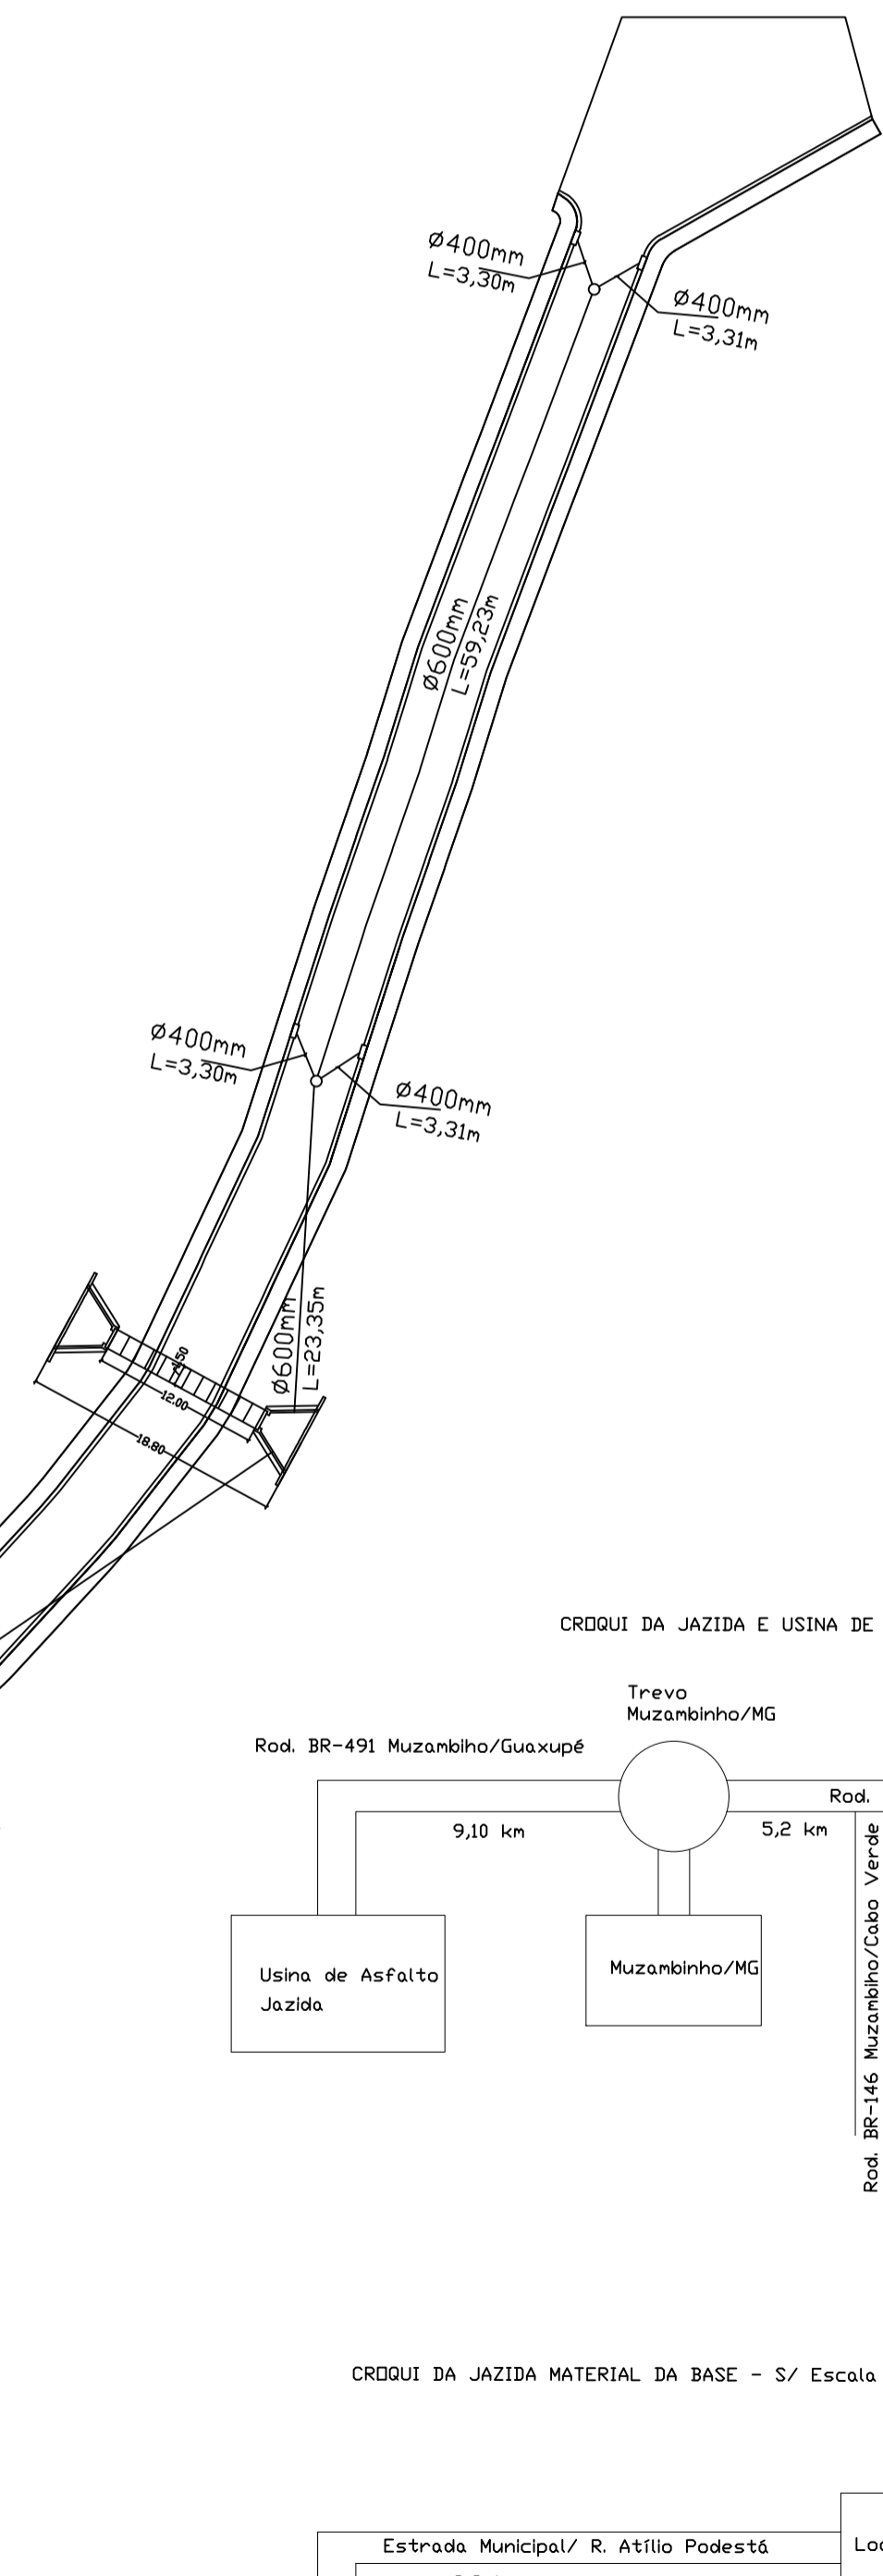 Ø400mm
L=3,30m
Ø400mm
L=3,31m
Ø600mm
L=59,23m
Ø400mm
L=3,30m
Ø400mm
L=3,31m
Ø600mm
L=23,35m
12.00
18.80
CROQUI DA JAZIDA E USINA DE
Trevo
Muzambinho/MG
Rod. BR-491 Muzambiho/Guaxupé
Rod.
9,10 km
5,2 km
Rod. BR-146 Muzambiho/Cabo Verde
Usina de Asfalto
Jazida
Muzambinho/MG
CROQUI DA JAZIDA MATERIAL DA BASE - S/ Escala
Estrada Municipal/ R. Atílio Podestá